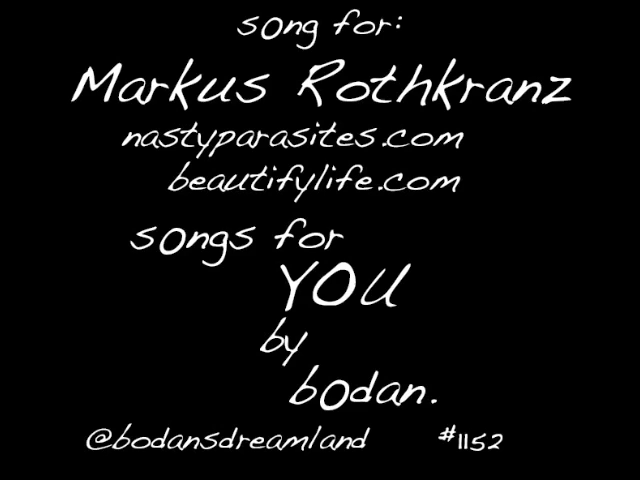 sOng for:
Markus Rothkranz
nastyparasites.com
beautifylife.com
sOngs for
YOU
by
bOdan.
@bodansdreamland #1152